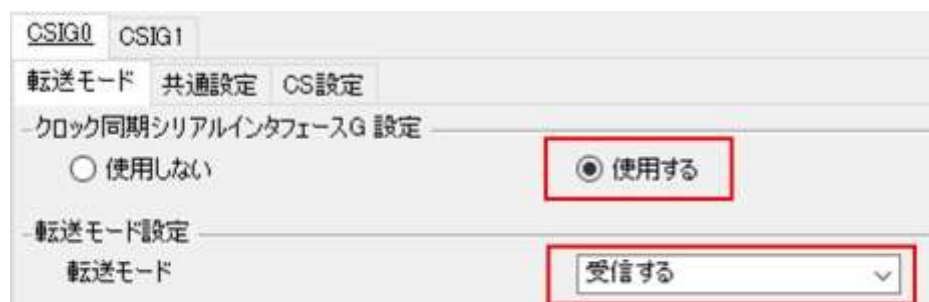 CSIG0 CSIG1
転送モード 共通設定 CS設定
クロック同期シリアルインタフェースG 設定
使用しない 使用する
転送モード設定
転送モード 受信する